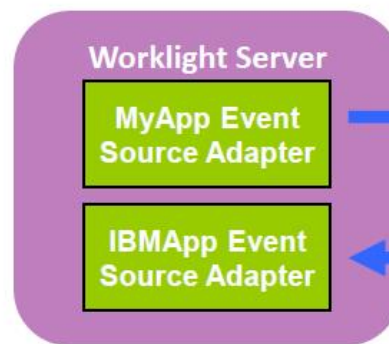 Worklight Server
MyApp Event
Source Adapter
IBMApp Event
Source Adapter